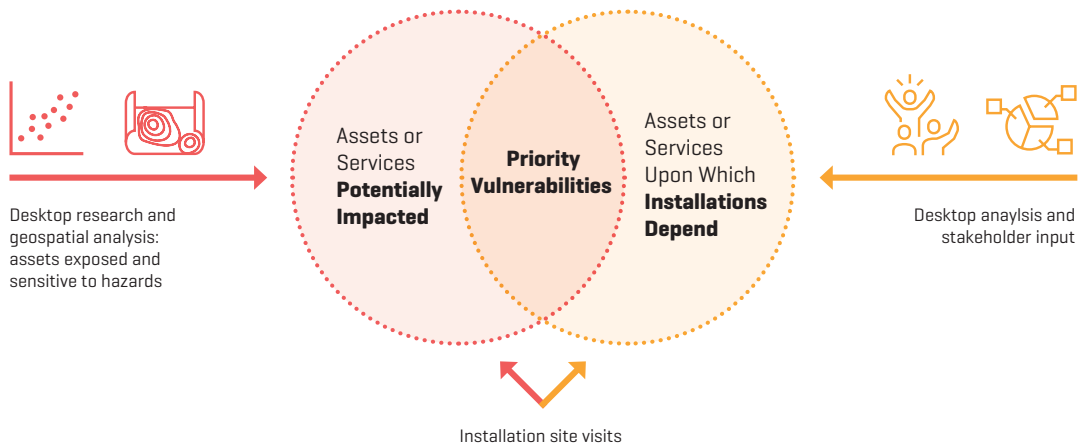 Assets or
Services
Potentially
Impacted
Priority
Vulnerabilities
Assets or
Services
Upon Which
Installations
Depend
Desktop research and
geospatial analysis:
assets exposed and
sensitive to hazards
Desktop anaylsis and
stakeholder input
Installation site visits